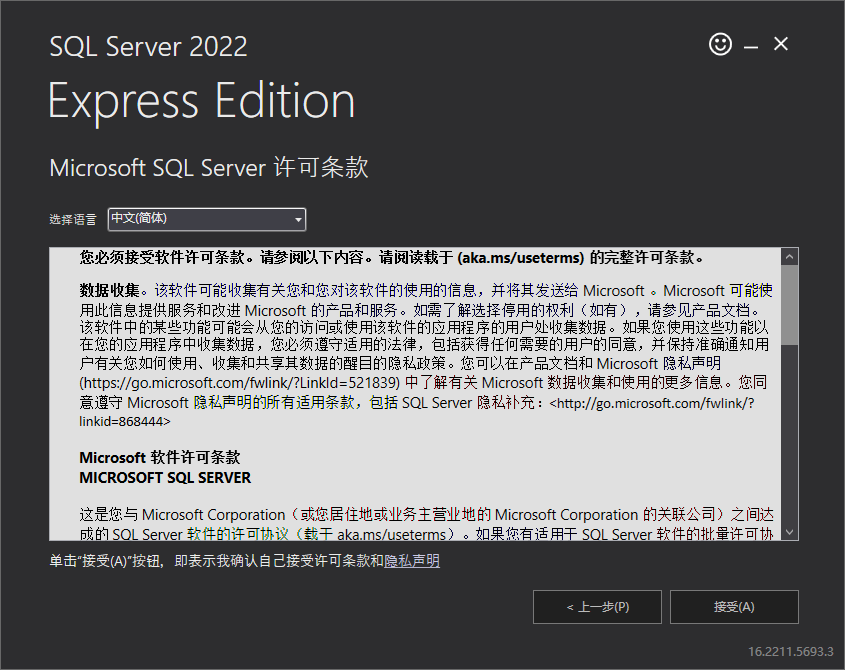 SQL Server 2022
Express Edition
Microsoft SQL Server 许可条款
选择语言 中文(简体)
您必须接受软件许可条款。请参阅以下内容。请阅读载于 (aka.ms/useterms) 的完整许可条款。
数据收集。该软件可能收集有关您和您对该软件的使用的信息，并将其发送给 Microsoft 。Microsoft 可能使
用此信息提供服务和改进 Microsoft 的产品和服务。如需了解选择停用的权利（如有），请参见产品文档。
该软件中的某些功能可能会从您的访问或使用该软件的应用程序的用户处收集数据。如果您使用这些功能以
在您的应用程序中收集数据，您必须遵守适用的法律，包括获得任何需要的用户的同意，并保持准确通知用
户有关您如何使用、收集和共享其数据的醒目的隐私政策。您可以在产品文档和 Microsoft 隐私声明
(https://go.microsoft.com/fwlink/?LinkId=521839) 中了解有关 Microsoft 数据收集和使用的更多信息。您同
意遵守 Microsoft 隐私声明的所有适用条款，包括 SQL Server 隐私补充：<http://go.microsoft.com/fwlink/?
linkid=868444>
Microsoft 软件许可条款
MICROSOFT SQL SERVER
这是您与 Microsoft Corporation（或您居住地或业务主营业地的 Microsoft Corporation 的关联公司）之间达
成的 SQL Server 软件的许可协议（载于 aka.ms/useterms）。如果您有适用于 SQL Server 软件的批量许可协
单击“接受(A)”按钮，即表示我确认自己接受许可条款和隐私声明
< 上一步(P) 接受(A)
16.2211.5693.3